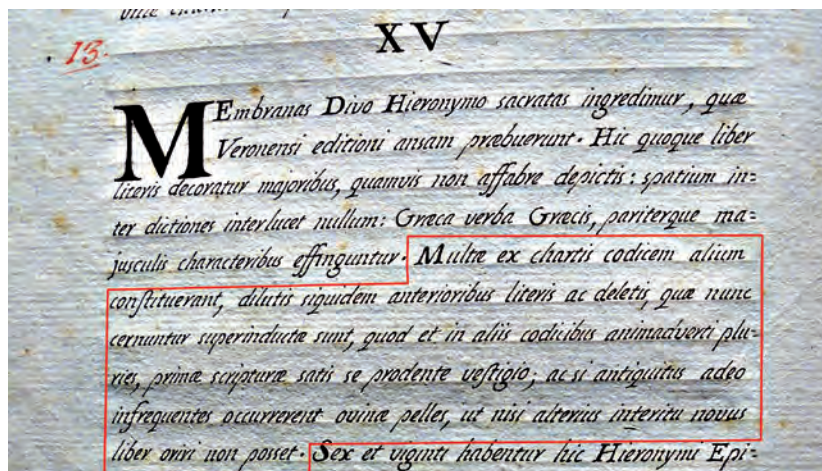 XV
13.
MEmbranas Divo Hieronymo sacratas ingredimur, quæ
Veronensi editioni ansam præbuerunt. Hic quoque liber
literis decoratur majoribus, quamvis non affabre depictis: spatium in=
ter dictiones interlucet nullum: Græca verba Græcis, pariterque ma=
jusculis characteribus effinguntur. Multæ ex chartis codicem alium
conſtituerant, dilutis siquidem anterioribus literis ac deletis, quæ nunc
cernuntur superinductæ sunt, quod et in aliis codicibus animadverti plu=
ries, primæ scripturæ satis se prodente veſtigio; ac si antiquitus adeo
infrequentes occurrerent ovinæ pelles, ut nisi alterius interitu novus
liber oriri non posset. Sex et viginti habentur hic Hieronymi Epi=